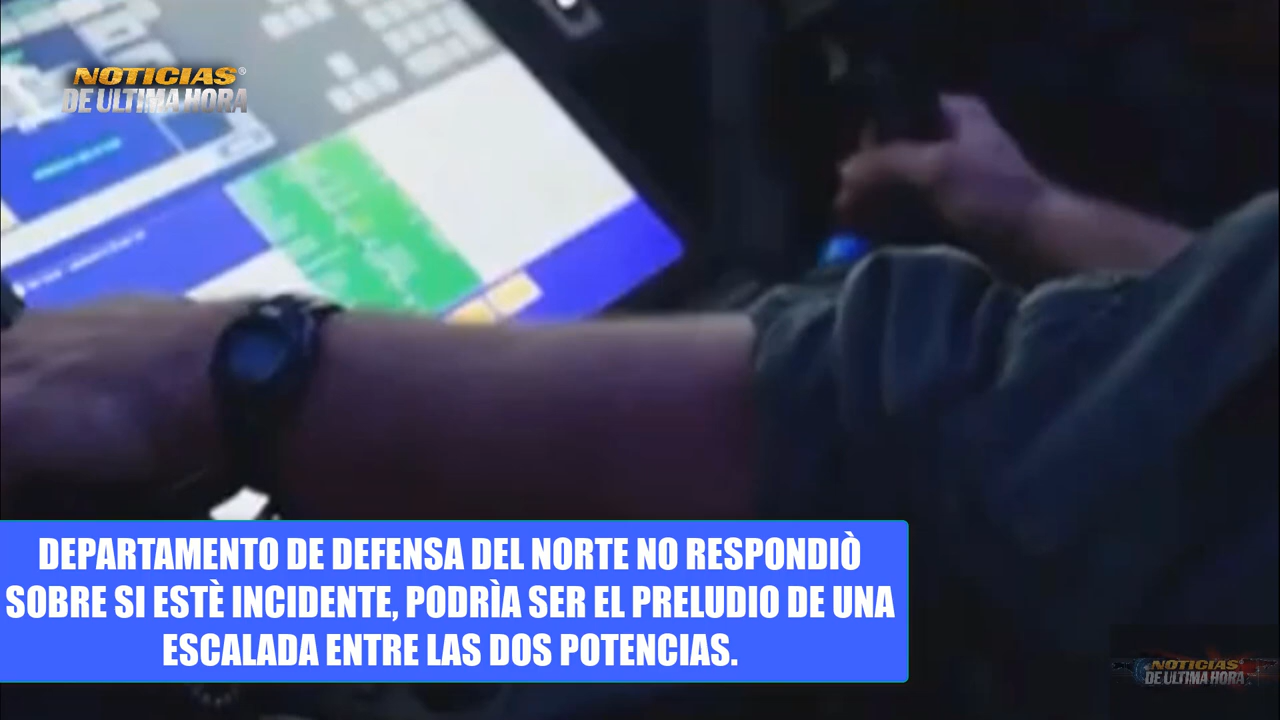 NOTICIAS®
DE ULTIMA HORA
DEPARTAMENTO DE DEFENSA DEL NORTE NO RESPONDIÒ
SOBRE SI ESTÈ INCIDENTE, PODRÌA SER EL PRELUDIO DE UNA
ESCALADA ENTRE LAS DOS POTENCIAS.
NOTICIAS
DE ULTIMA HORA